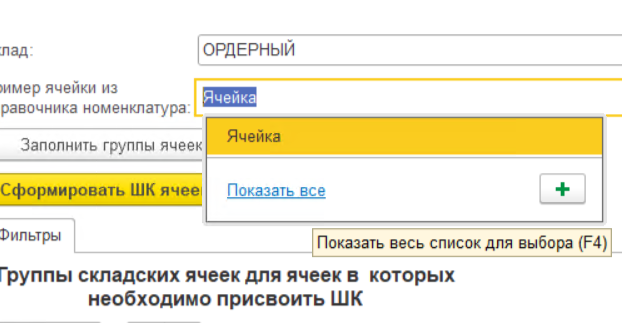 клад: ОРДЕРНЫЙ
ример ячейки из
равочника номенклатура: Ячейка
Ячейка
Заполнить группы ячеек
Сформировать ШК ячее
Показать все
Фильтры
Показать весь список для выбора (F4)
Группы складских ячеек для ячеек в которых
необходимо присвоить ШК